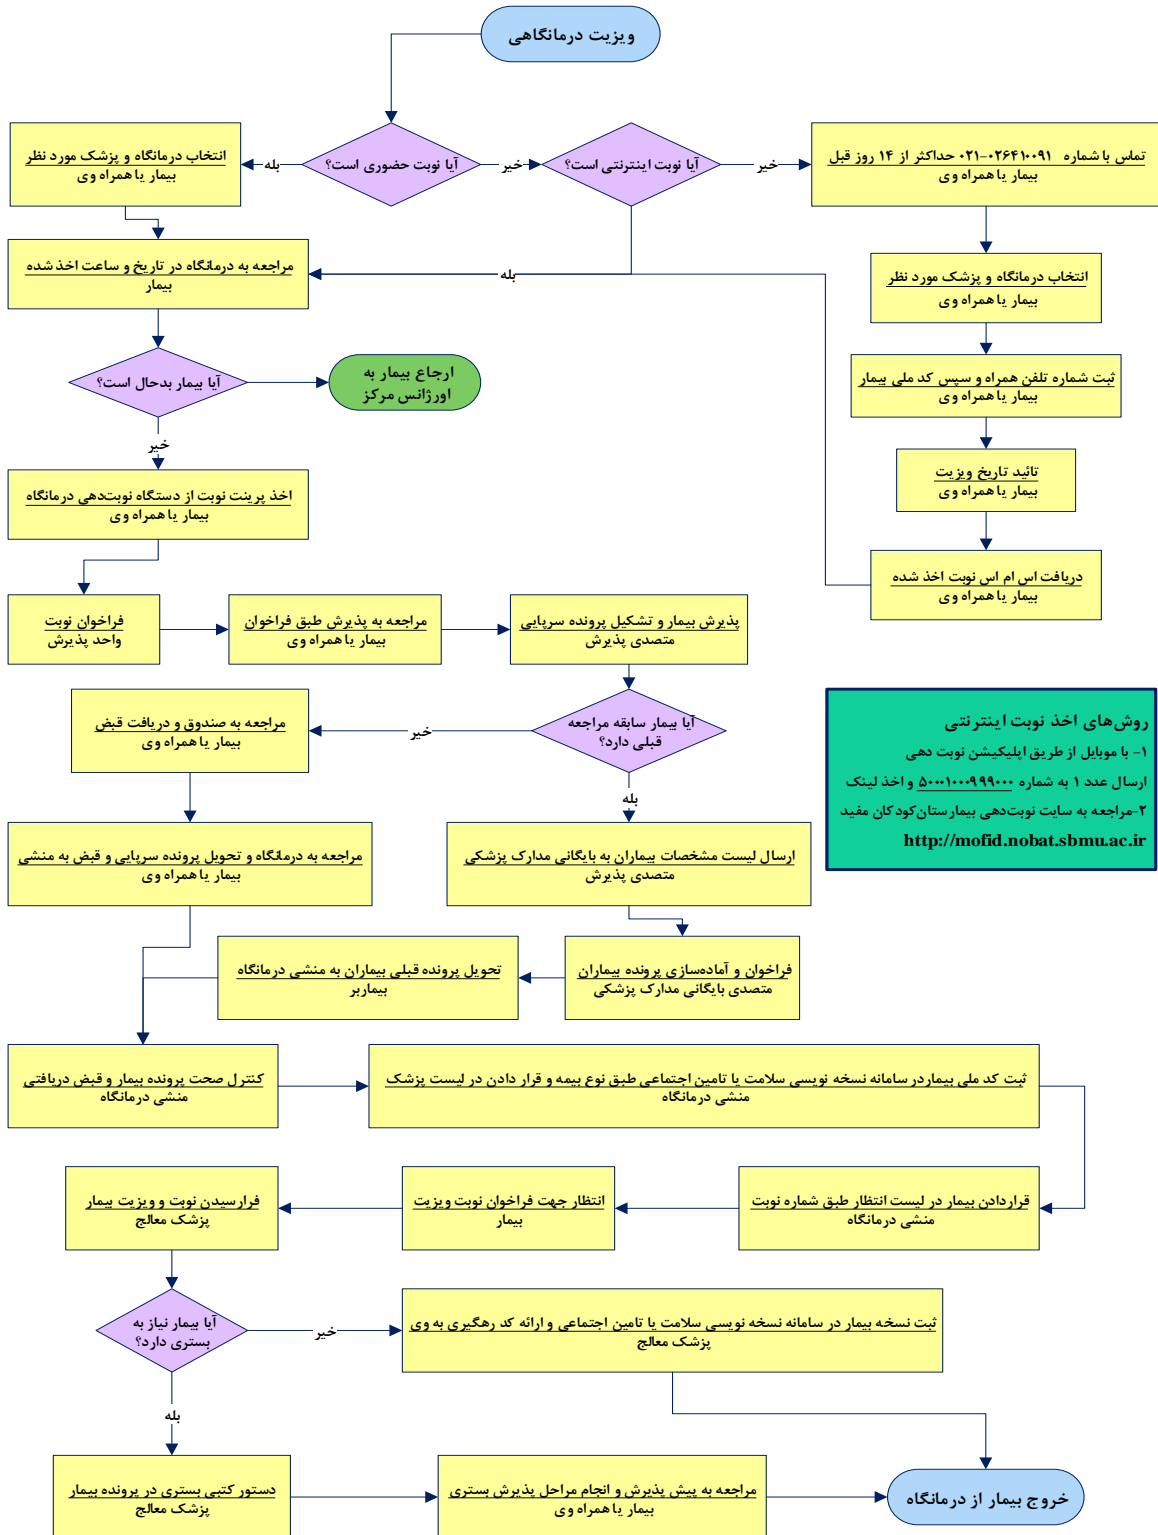 ویزیت درمانگاهی
آیا نوبت حضوری است؟
بله
خیر
آیا نوبت اینترنتی است؟
خیر
بله
انتخاب درمانگاه و پزشک مورد نظر
بیمار یا همراه وی
تماس با شماره ۰۲۶۴۱۰۰۹۱-۰۲۱ حداکثر از ۱۴ روز قبل
بیمار یا همراه وی
مراجعه به درمانگاه در تاریخ و ساعت اخذ شده
بیمار
انتخاب درمانگاه و پزشک مورد نظر
بیمار یا همراه وی
ثبت شماره تلفن همراه و سپس کد ملی بیمار
بیمار یا همراه وی
تائید تاریخ ویزیت
بیمار یا همراه وی
دریافت اس ام اس نوبت اخذ شده
بیمار یا همراه وی
آیا بیمار بدحال است؟
ارجاع بیمار به
اورژانس مرکز
خیر
اخذ پرینت نوبت از دستگاه نوبت‌دهی درمانگاه
بیمار یا همراه وی
فراخوان نوبت
واحد پذیرش
مراجعه به پذیرش طبق فراخوان
بیمار یا همراه وی
پذیرش بیمار و تشکیل پرونده سرپایی
متصدی پذیرش
آیا بیمار سابقه مراجعه
قبلی دارد؟
خیر
بله
مراجعه به صندوق و دریافت قبض
بیمار یا همراه وی
روش‌های اخذ نوبت اینترنتی
۱- با موبایل از طریق اپلیکیشن نوبت دهی
ارسال عدد ۱ به شماره ۵۰۰۰۱۰۰۰۹۹۹۰۰۰ و اخذ لینک
۲-مراجعه به سایت نوبت‌دهی بیمارستان کودکان مفید
http://mofid.nobat.sbmu.ac.ir
مراجعه به درمانگاه و تحویل پرونده سرپایی و قبض به منشی
بیمار یا همراه وی
ارسال لیست مشخصات بیماران به بایگانی مدارک پزشکی
متصدی پذیرش
فراخوان و آماده‌سازی پرونده بیماران
متصدی بایگانی مدارک پزشکی
تحویل پرونده قبلی بیماران به منشی درمانگاه
بیماربر
کنترل صحت پرونده بیمار و قبض دریافتی
منشی درمانگاه
ثبت کد ملی بیماردر سامانه نسخه نویسی سلامت یا تامین اجتماعی طبق نوع بیمه و قرار دادن در لیست پزشک
منشی درمانگاه
قراردادن بیمار در لیست انتظار طبق شماره نوبت
منشی درمانگاه
انتظار جهت فراخوان نوبت ویزیت
بیمار
فرارسیدن نوبت و ویزیت بیمار
پزشک معالج
آیا بیمار نیاز به
بستری دارد؟
خیر
بله
ثبت نسخه بیمار در سامانه نسخه نویسی سلامت یا تامین اجتماعی و ارائه کد رهگیری به وی
پزشک معالج
دستور کتبی بستری در پرونده بیمار
پزشک معالج
مراجعه به پیش پذیرش و انجام مراحل پذیرش بستری
بیمار یا همراه وی
خروج بیمار از درمانگاه